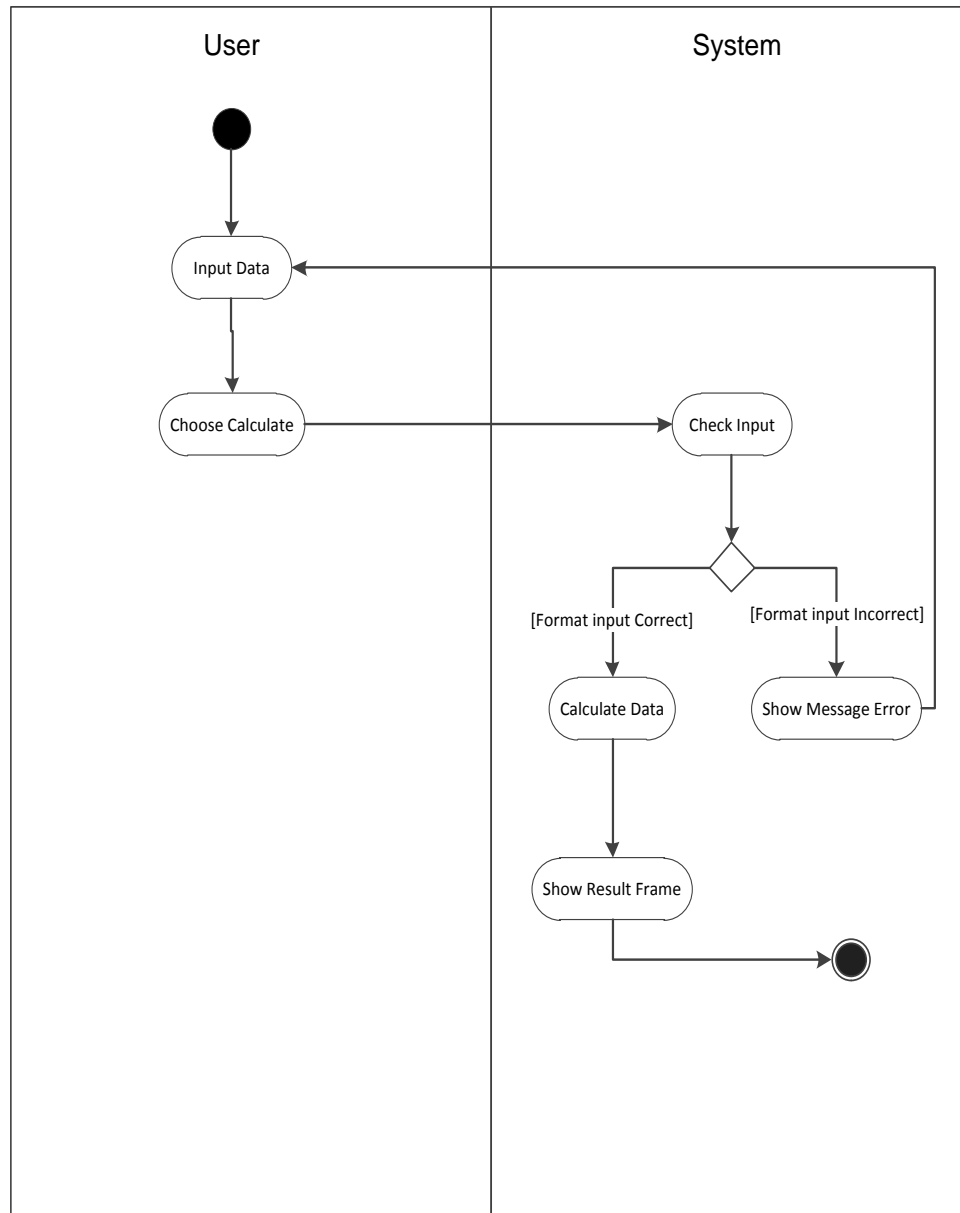 User
System
Input Data
Choose Calculate
Check Input
[Format input Correct]
[Format input Incorrect]
Calculate Data
Show Message Error
Show Result Frame